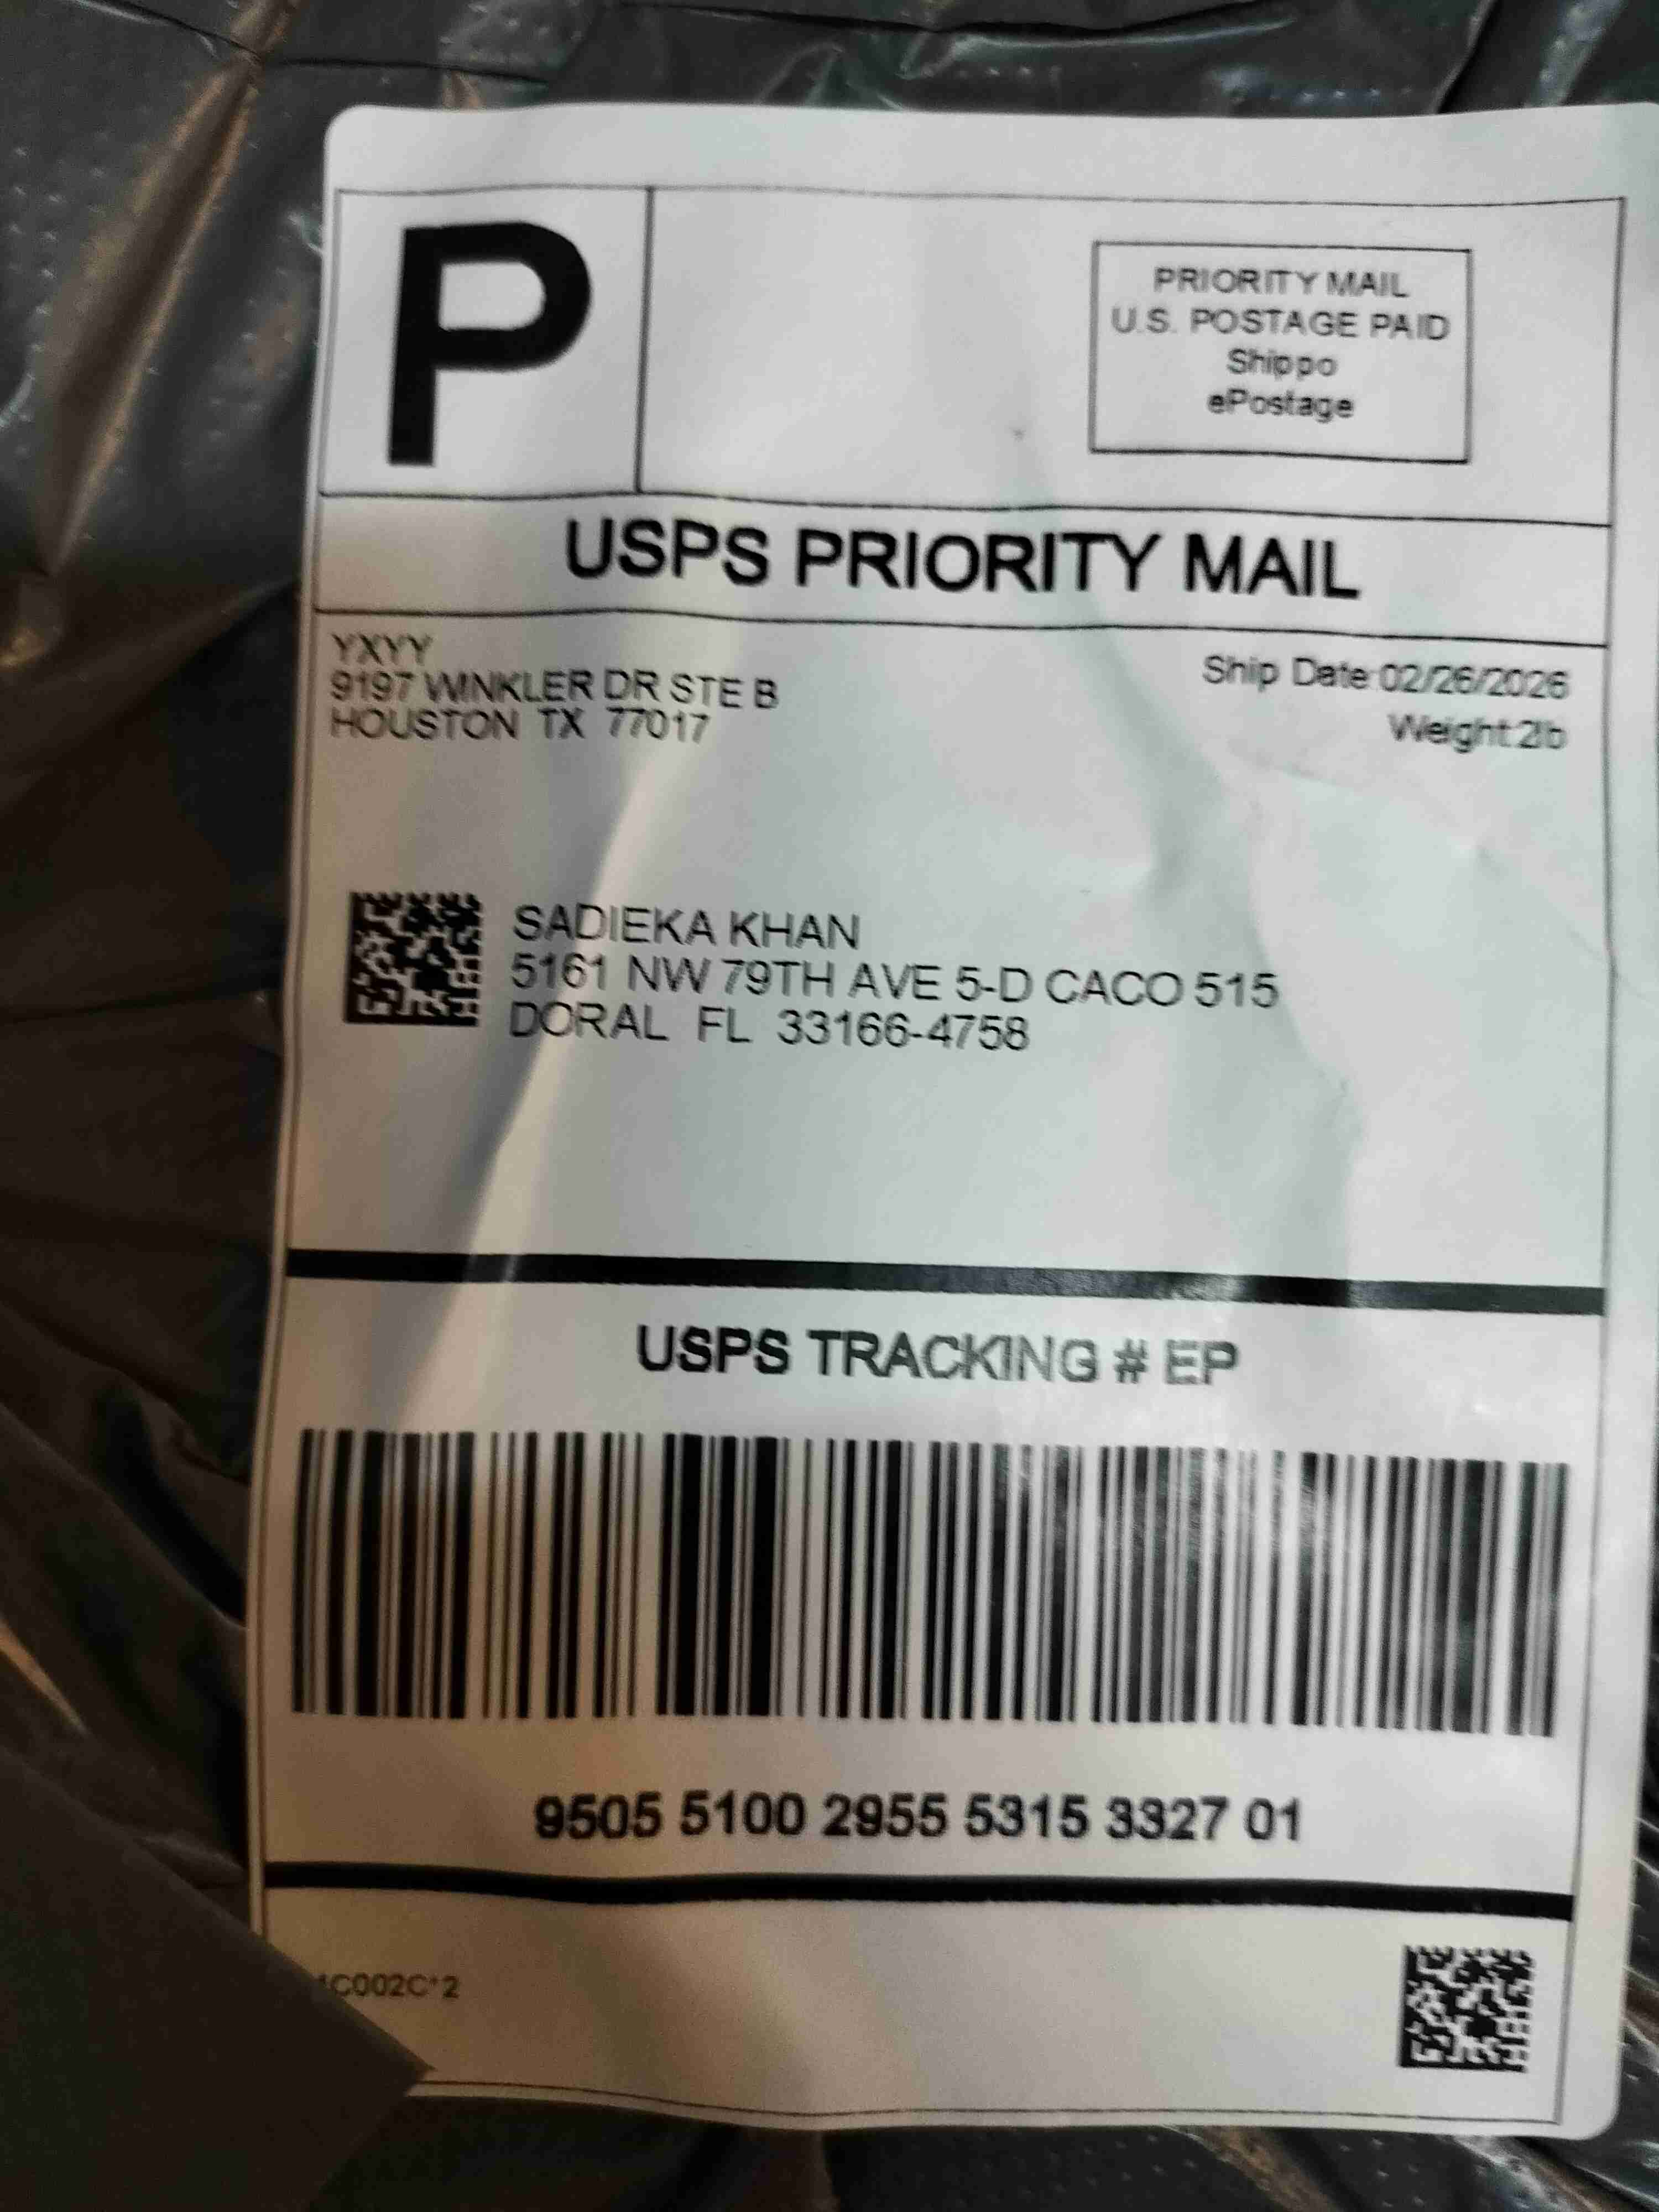 P
PRIORITY MAIL
U.S. POSTAGE PAID
Shippo
ePostage
USPS PRIORITY MAIL
YXYY
9197 WINKLER DR STE B
HOUSTON TX 77017
Ship Date:02/26/2026
Weight:2lb
SADIEKA KHAN
5161 NW 79TH AVE 5-D CACO 515
DORAL FL 33166-4758
USPS TRACKING # EP
9505 5100 2955 5315 3327 01
C002C*2